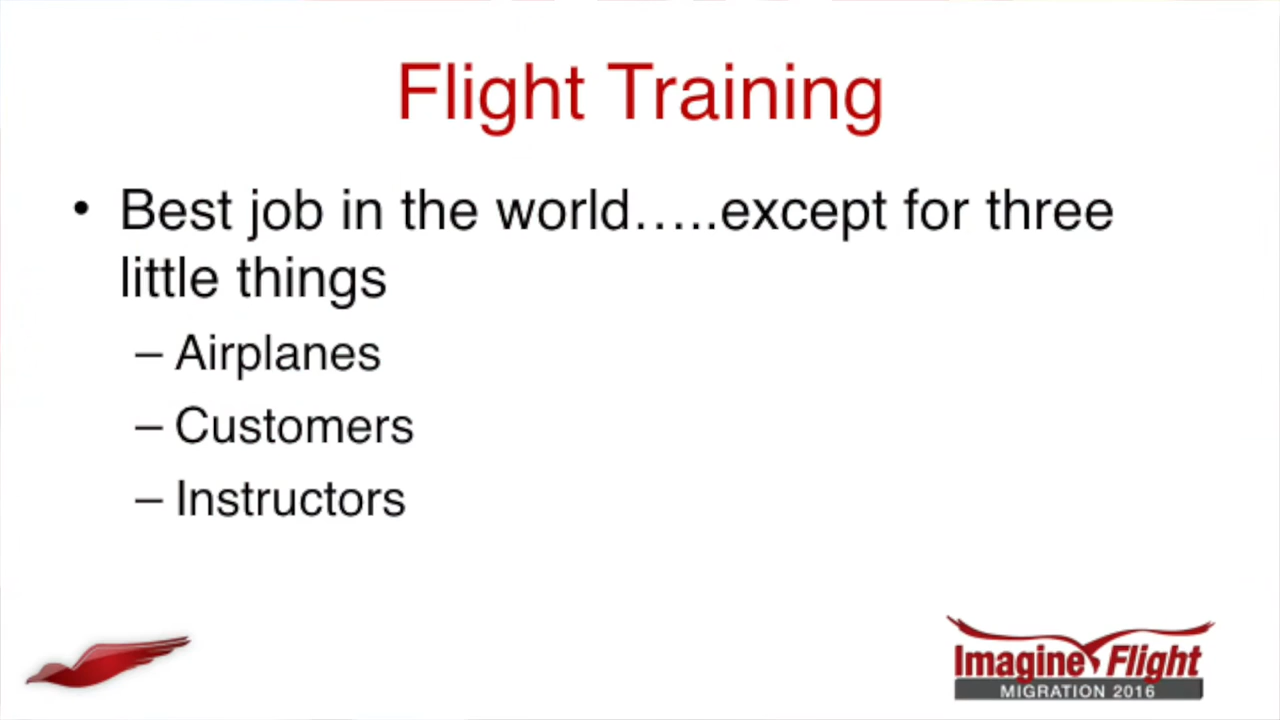 Flight Training
• Best job in the world…..except for three
little things
– Airplanes
– Customers
– Instructors
Imagine Flight
MIGRATION 2016